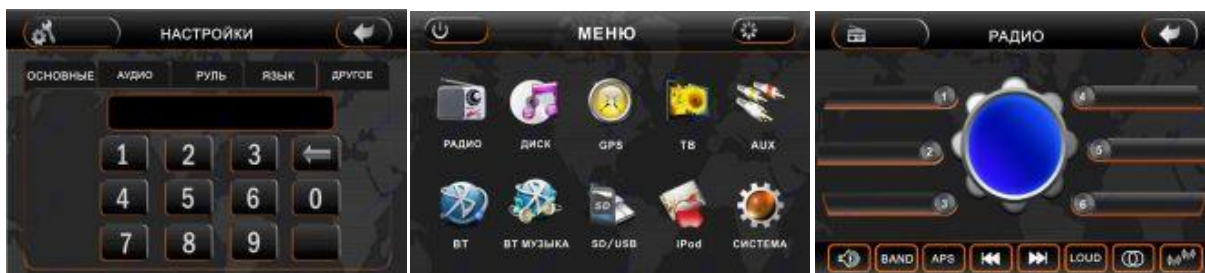 НАСТРОЙКИ
ОСНОВНЫЕ АУДИО РУЛЬ ЯЗЫК ДРУГОЕ
1 2 3
4 5 6 0
7 8 9
МЕНЮ
РАДИО ДИСК GPS ТВ AUX
SD
BT BT МУЗЫКА SD/USB iPod СИСТЕМА
РАДИО
1 4
2 5
3 6
BAND APS LOUD